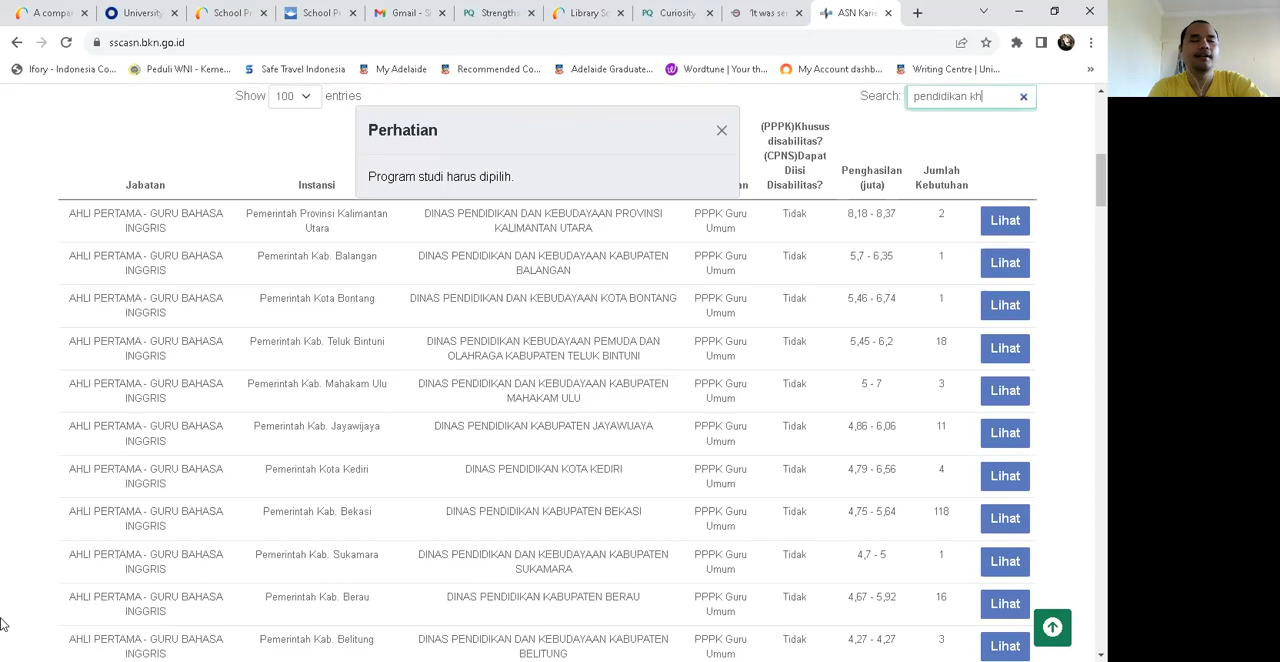 A compar
University
School Pr
School Pr
Gmail - S
PQ Strengths
Library Se
PQ Curiosity
"It was se
ASN Karie
sscasn.bkn.go.id
Ifory - Indonesia Co...
Peduli WNI - Keme...
Safe Travel Indonesia
My Adelaide
Recommended Co...
Adelaide Graduate...
Wordtune | Your th...
My Account dashb...
Writing Centre | Uni...
»
Show 100 entries
Search: pendidikan kh
Perhatian
Program studi harus dipilih.
Jabatan
Instansi
an
(PPPK)Khusus
disabilitas?
(CPNS)Dapat
Diisi
Disabilitas?
Penghasilan
(juta)
Jumlah
Kebutuhan
AHLI PERTAMA - GURU BAHASA
INGGRIS
Pemerintah Provinsi Kalimantan
Utara
DINAS PENDIDIKAN DAN KEBUDAYAAN PROVINSI
KALIMANTAN UTARA
PPPK Guru
Umum
Tidak
8,18 - 8,37
2
Lihat
AHLI PERTAMA - GURU BAHASA
INGGRIS
Pemerintah Kab. Balangan
DINAS PENDIDIKAN DAN KEBUDAYAAN KABUPATEN
BALANGAN
PPPK Guru
Umum
Tidak
5,7 - 6,35
1
Lihat
AHLI PERTAMA - GURU BAHASA
INGGRIS
Pemerintah Kota Bontang
DINAS PENDIDIKAN DAN KEBUDAYAAN KOTA BONTANG
PPPK Guru
Umum
Tidak
5,46 - 6,74
1
Lihat
AHLI PERTAMA - GURU BAHASA
INGGRIS
Pemerintah Kab. Teluk Bintuni
DINAS PENDIDIKAN KEBUDAYAAN PEMUDA DAN
OLAHRAGA KABUPATEN TELUK BINTUNI
PPPK Guru
Umum
Tidak
5,45 - 6,2
18
Lihat
AHLI PERTAMA - GURU BAHASA
INGGRIS
Pemerintah Kab. Mahakam Ulu
DINAS PENDIDIKAN DAN KEBUDAYAAN KABUPATEN
MAHAKAM ULU
PPPK Guru
Umum
Tidak
5 - 7
3
Lihat
AHLI PERTAMA - GURU BAHASA
INGGRIS
Pemerintah Kab. Jayawijaya
DINAS PENDIDIKAN KABUPATEN JAYAWIJAYA
PPPK Guru
Umum
Tidak
4,86 - 6,06
11
Lihat
AHLI PERTAMA - GURU BAHASA
INGGRIS
Pemerintah Kota Kediri
DINAS PENDIDIKAN KOTA KEDIRI
PPPK Guru
Umum
Tidak
4,79 - 6,56
4
Lihat
AHLI PERTAMA - GURU BAHASA
INGGRIS
Pemerintah Kab. Bekasi
DINAS PENDIDIKAN KABUPATEN BEKASI
PPPK Guru
Umum
Tidak
4,75 - 5,64
118
Lihat
AHLI PERTAMA - GURU BAHASA
INGGRIS
Pemerintah Kab. Sukamara
DINAS PENDIDIKAN DAN KEBUDAYAAN KABUPATEN
SUKAMARA
PPPK Guru
Umum
Tidak
4,7 - 5
1
Lihat
AHLI PERTAMA - GURU BAHASA
INGGRIS
Pemerintah Kab. Berau
DINAS PENDIDIKAN KABUPATEN BERAU
PPPK Guru
Umum
Tidak
4,67 - 5,92
16
Lihat
AHLI PERTAMA - GURU BAHASA
INGGRIS
Pemerintah Kab. Belitung
DINAS PENDIDIKAN DAN KEBUDAYAAN KABUPATEN
BELITUNG
PPPK Guru
Umum
Tidak
4,27 - 4,27
3
Lihat